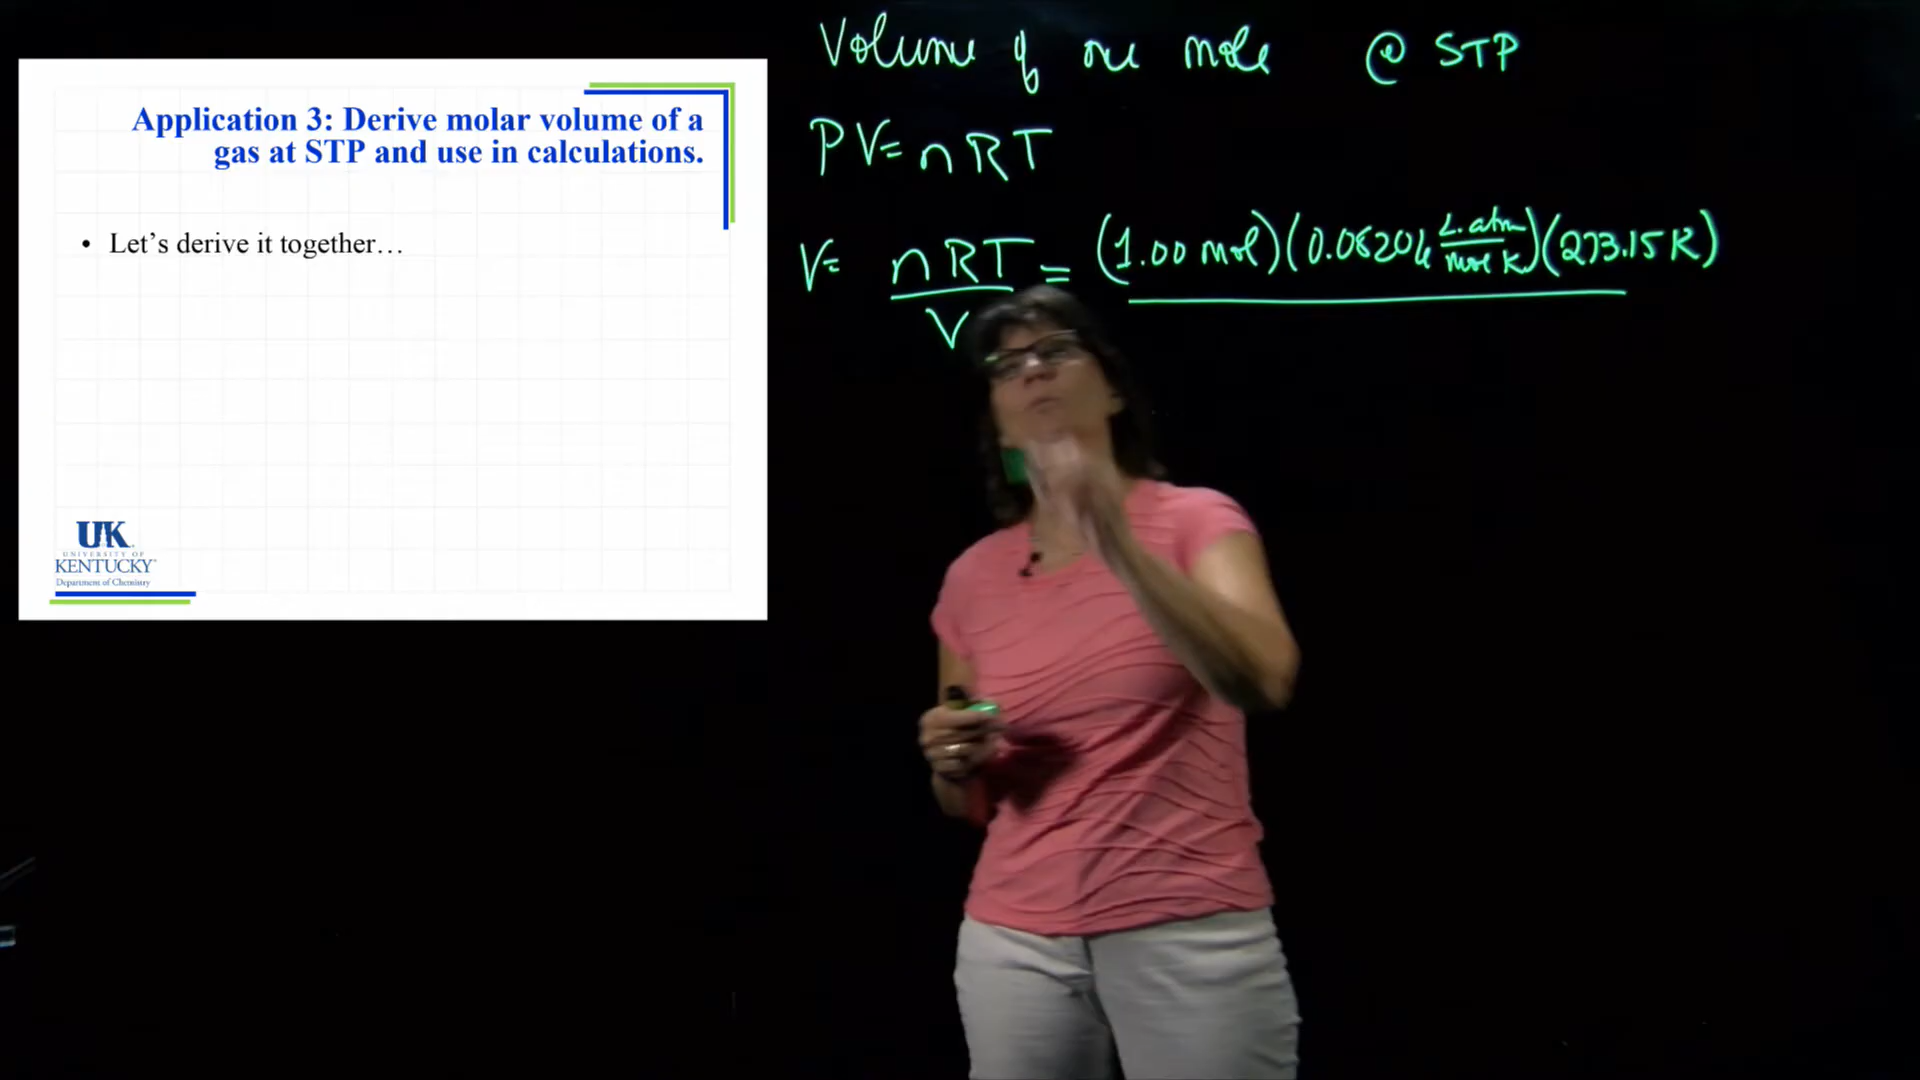 Application 3: Derive molar volume of a
gas at STP and use in calculations.
• Let’s derive it together…
UK
UNIVERSITY OF
KENTUCKY
Department of Chemistry
Volume of one mole @ STP
PV=nRT
V= nRT/V = (1.00 mol)(0.08206 L.atm/mol K)(273.15 K)